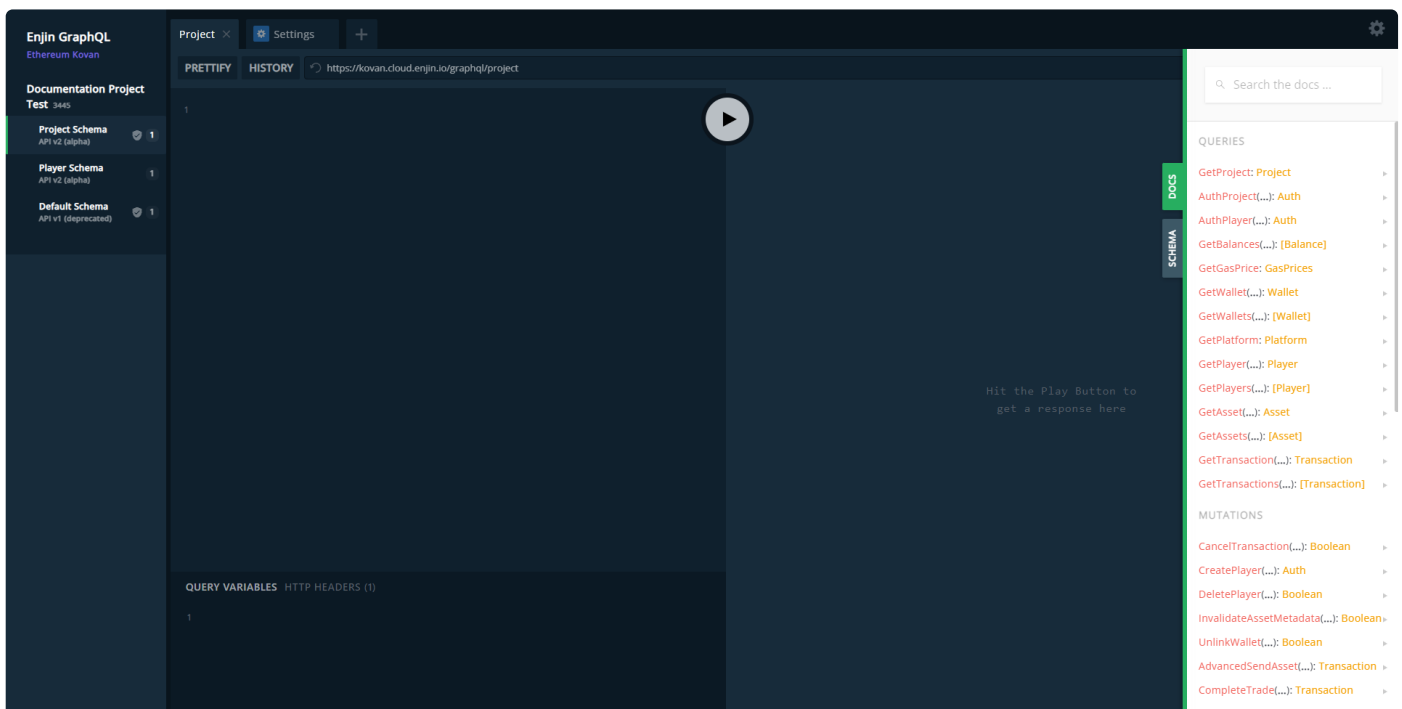 Enjin GraphQL
Ethereum Kovan
Documentation Project
Test 3445
Project Schema
API v2 (alpha)
1
Player Schema
API v2 (alpha)
1
Default Schema
API v1 (deprecated)
1
Project
Settings
PRETTIFY HISTORY https://kovan.cloud.enjin.io/graphql/project
1
Hit the Play Button to
get a response here
QUERY VARIABLES HTTP HEADERS (1)
1
DOCS
SCHEMA
Search the docs ...
QUERIES
GetProject: Project
AuthProject(...): Auth
AuthPlayer(...): Auth
GetBalances(...): [Balance]
GetGasPrice: GasPrices
GetWallet(...): Wallet
GetWallets(...): [Wallet]
GetPlatform: Platform
GetPlayer(...): Player
GetPlayers(...): [Player]
GetAsset(...): Asset
GetAssets(...): [Asset]
GetTransaction(...): Transaction
GetTransactions(...): [Transaction]
MUTATIONS
CancelTransaction(...): Boolean
CreatePlayer(...): Auth
DeletePlayer(...): Boolean
InvalidateAssetMetadata(...): Boolean
UnlinkWallet(...): Boolean
AdvancedSendAsset(...): Transaction
CompleteTrade(...): Transaction